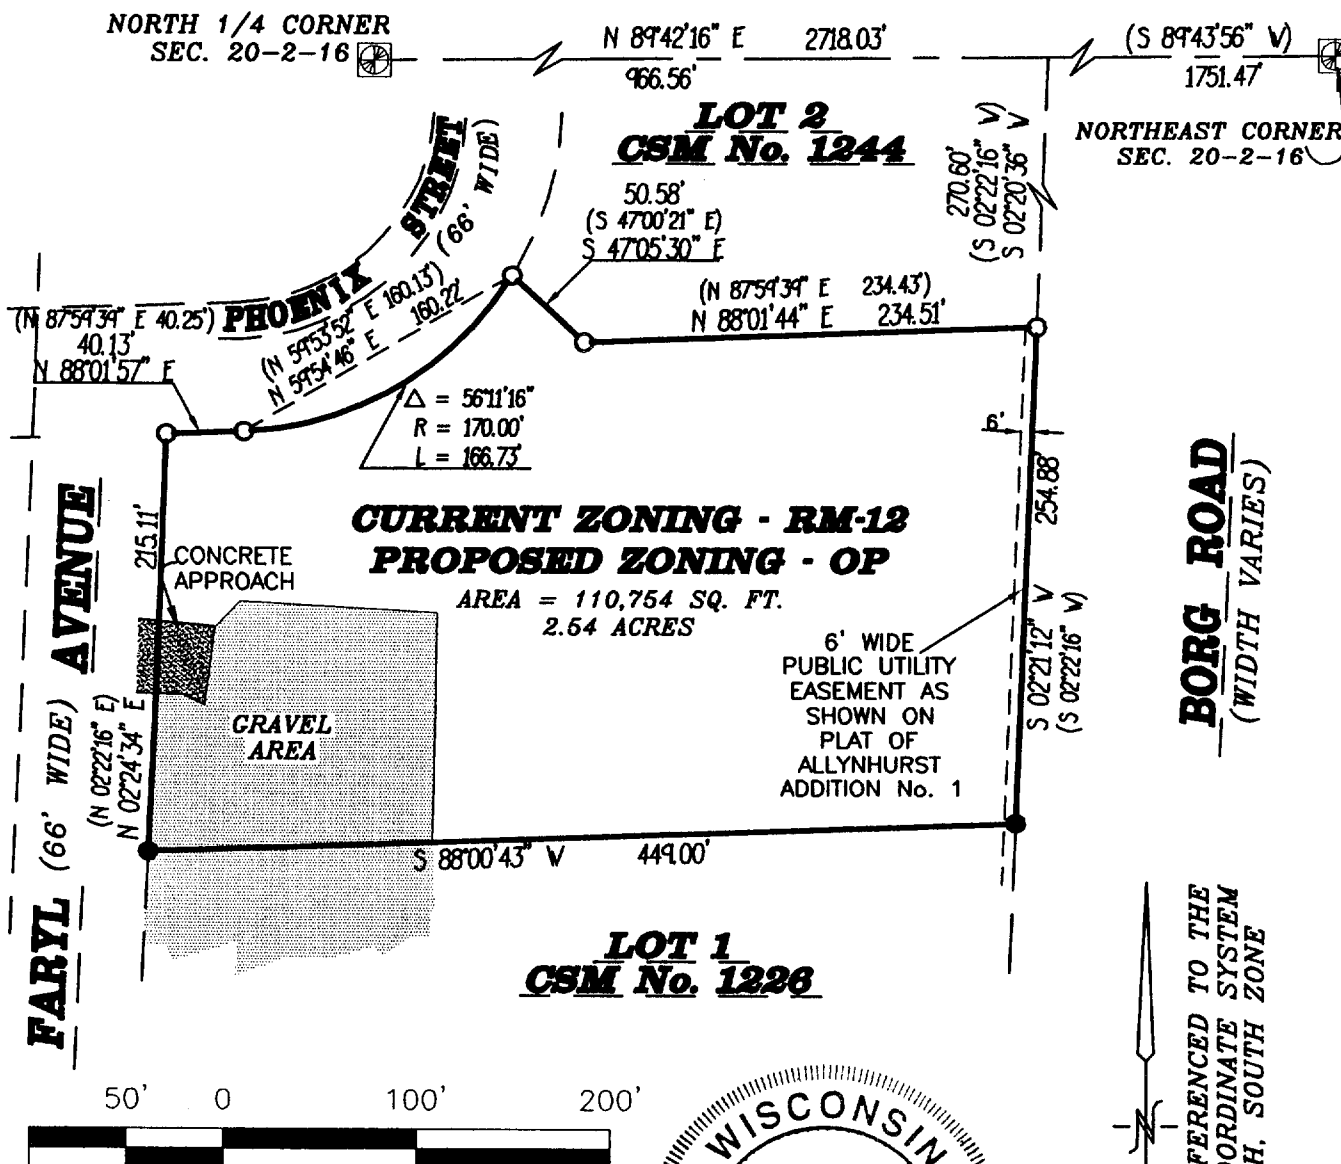 NORTH 1/4 CORNER
SEC. 20-2-16
N 89°42'16" E 2718.03'
966.56'
(S 89°43'56" W)
1751.47'
NORTHEAST CORNER
SEC. 20-2-16
LOT 2
CSM No. 1244
270.60'
(S 02°22'16" W)
S 02°20'36" W
PHOENIX STREET
(66' WIDE)
50.58'
(S 47°00'21" E)
S 47°05'30" E
(N 87°59'39" E 234.43')
N 88°01'44" E 234.51'
(N 87°59'39" E 40.25')
40.13'
N 88°01'57" E
(N 59°53'52" E 160.13')
N 59°54'46" E 160.22'
Δ = 56°11'16"
R = 170.00'
L = 166.73'
6'
254.88'
S 02°21'12" W
(S 02°22'16" W)
BORG ROAD
(WIDTH VARIES)
FARYL AVENUE
(66' WIDE)
215.11'
(N 02°22'16" E)
N 02°24'34" E
CONCRETE
APPROACH
CURRENT ZONING - RM-12
PROPOSED ZONING - OP
AREA = 110,754 SQ. FT.
2.54 ACRES
6' WIDE
PUBLIC UTILITY
EASEMENT AS
SHOWN ON
PLAT OF
ALLYNHURST
ADDITION No. 1
GRAVEL
AREA
S 88°00'43" W 449.00'
LOT 1
CSM No. 1226
50' 0 100' 200'
WISCONSIN
N
FERENCED TO THE
ORDINATE SYSTEM
H, SOUTH ZONE